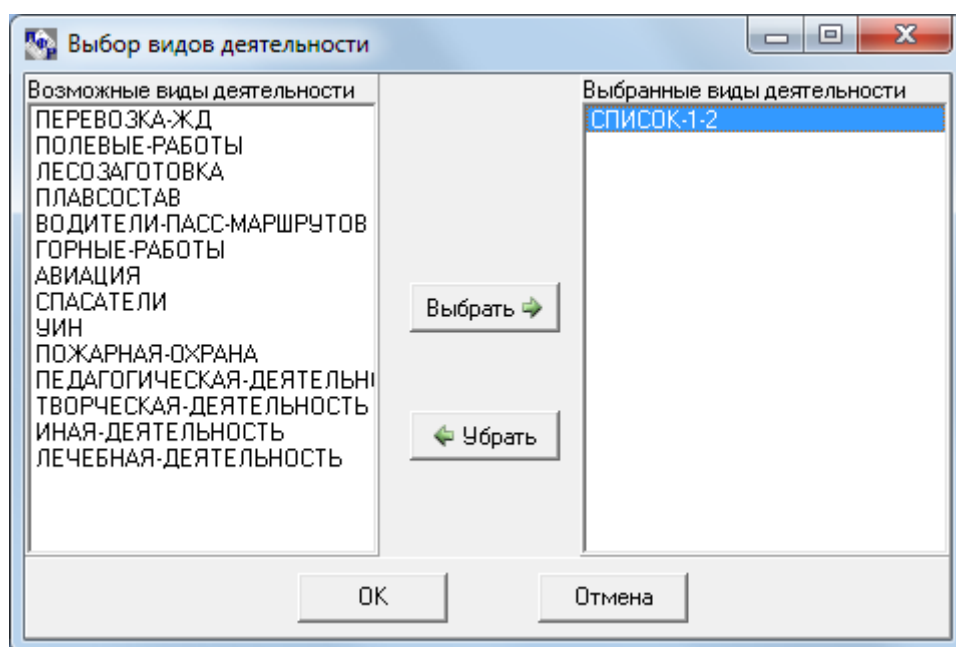 Выбор видов деятельности
Возможные виды деятельности
ПЕРЕВОЗКА-ЖД
ПОЛЕВЫЕ-РАБОТЫ
ЛЕСОЗАГОТОВКА
ПЛАВСОСТАВ
ВОДИТЕЛИ-ПАСС-МАРШРУТОВ
ГОРНЫЕ-РАБОТЫ
АВИАЦИЯ
СПАСАТЕЛИ
УИН
ПОЖАРНАЯ-ОХРАНА
ПЕДАГОГИЧЕСКАЯ-ДЕЯТЕЛЬН
ТВОРЧЕСКАЯ-ДЕЯТЕЛЬНОСТЬ
ИНАЯ-ДЕЯТЕЛЬНОСТЬ
ЛЕЧЕБНАЯ-ДЕЯТЕЛЬНОСТЬ
Выбрать
Убрать
Выбранные виды деятельности
СПИСОК-1-2
OK
Отмена